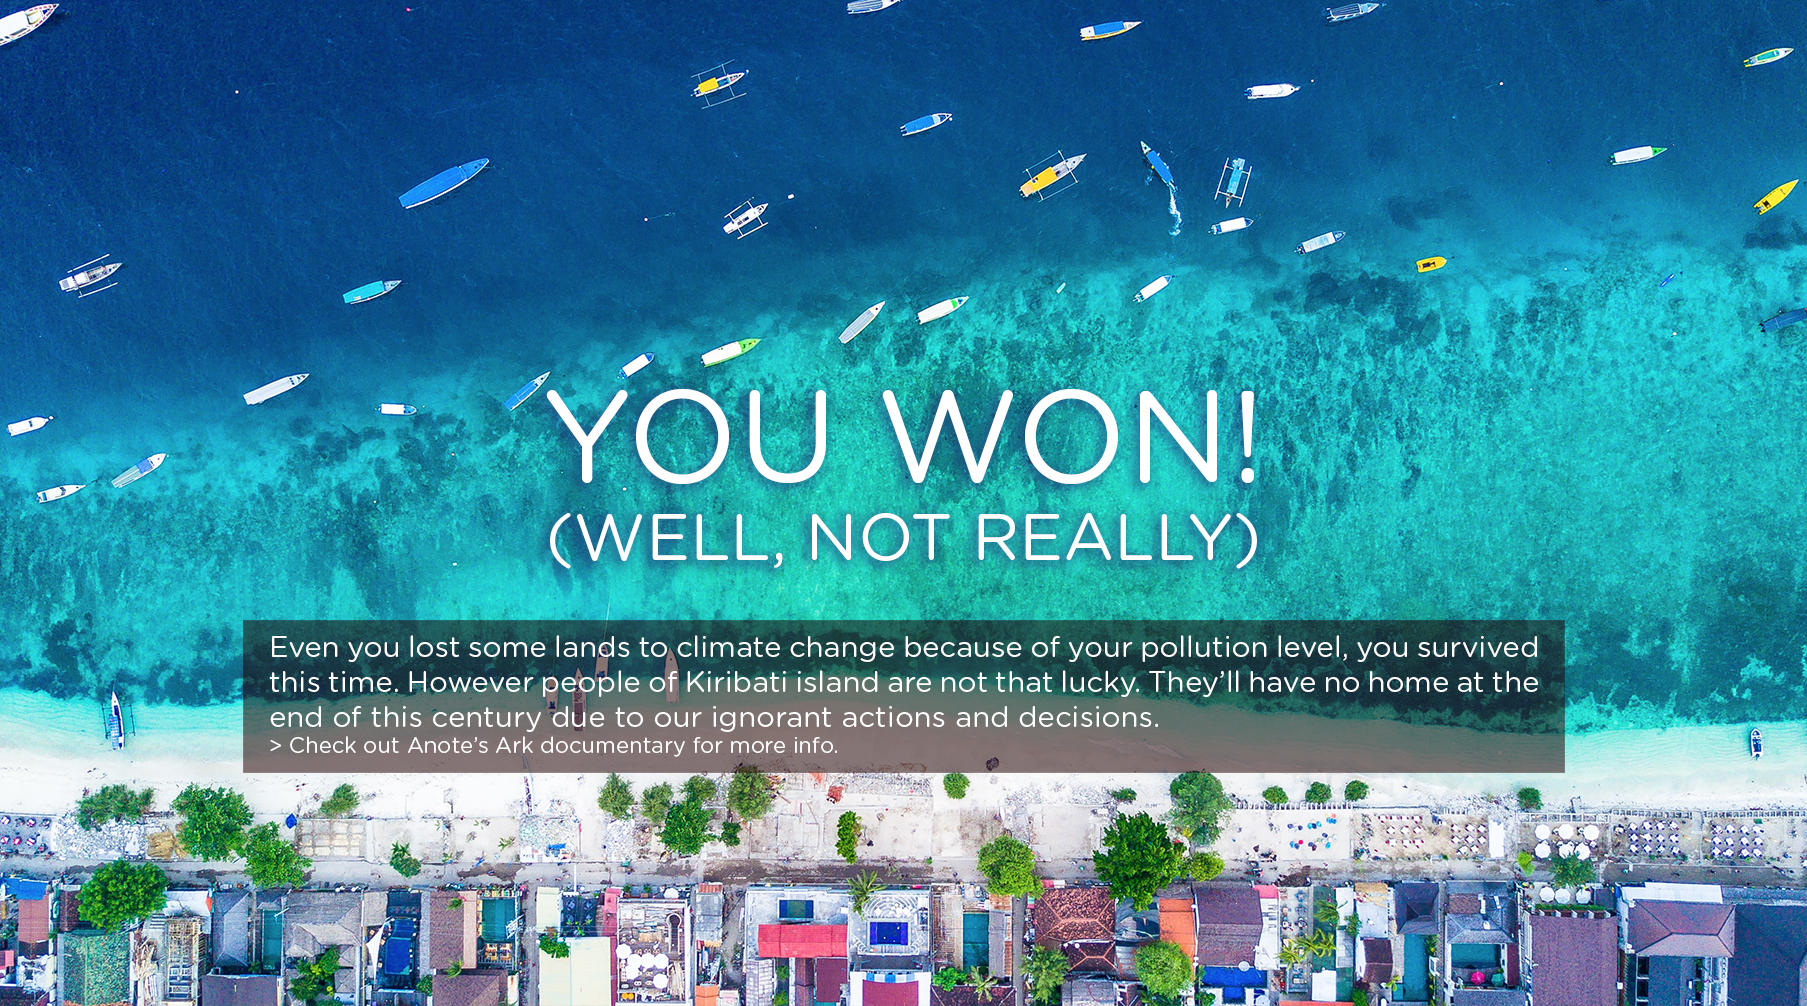 YOU WON!
(WELL, NOT REALLY)
Even you lost some lands to climate change because of your pollution level, you survived
this time. However people of Kiribati island are not that lucky. They’ll have no home at the
end of this century due to our ignorant actions and decisions.
> Check out Anote’s Ark documentary for more info.